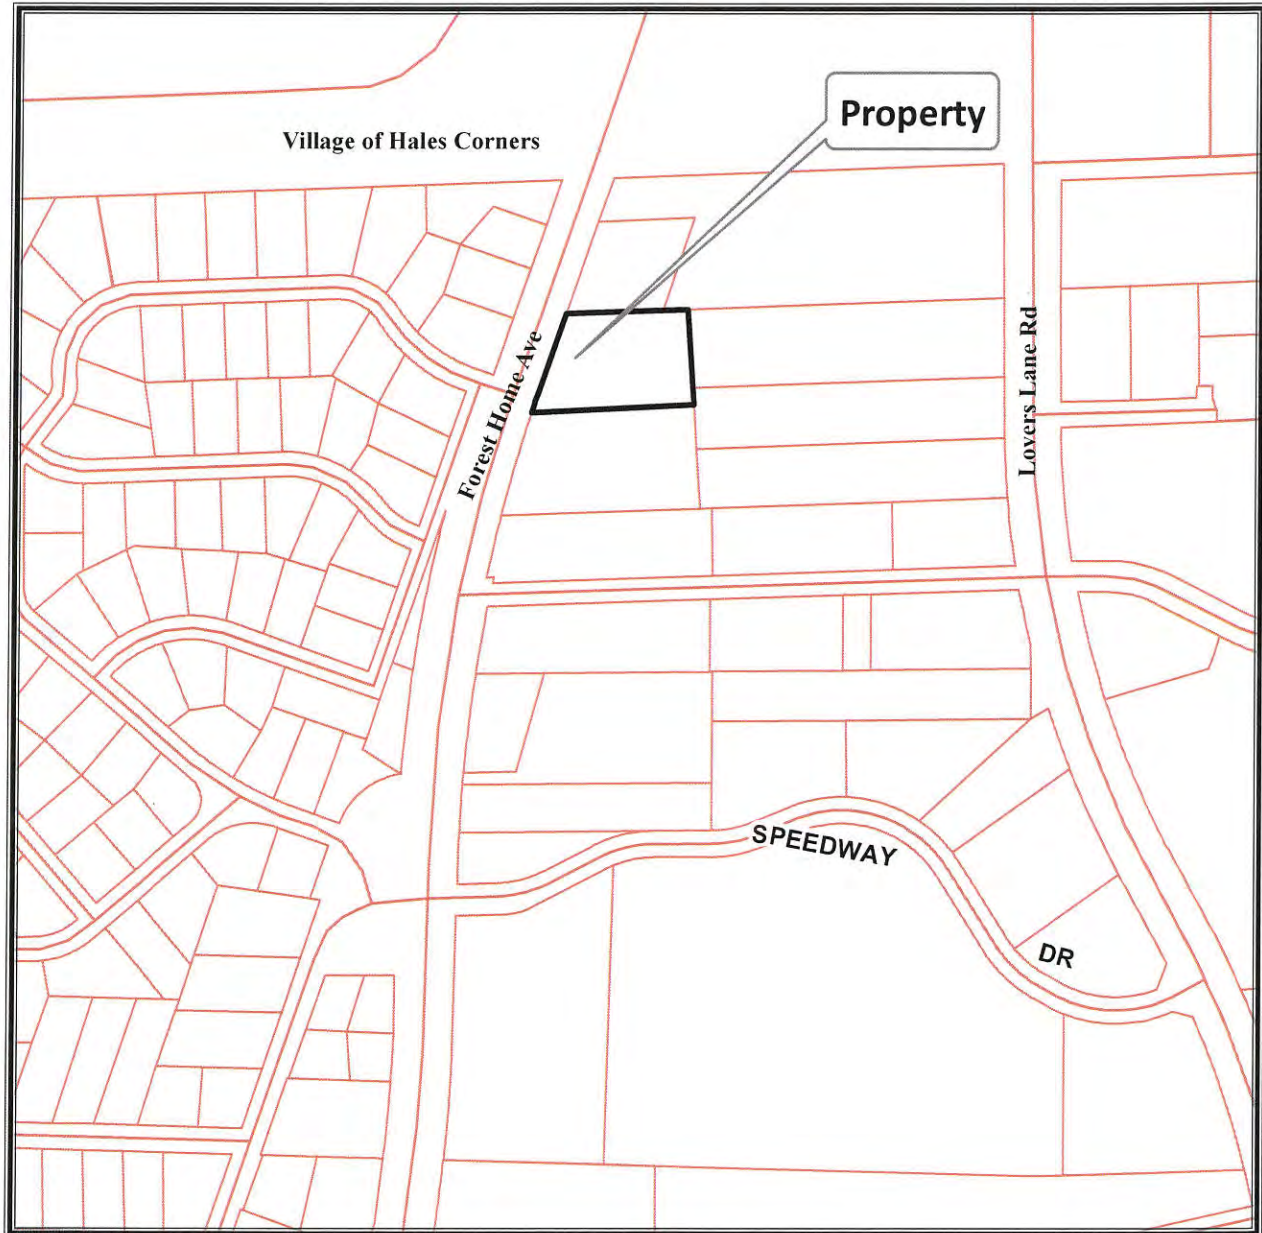 Property
Village of Hales Corners
Forest Home Ave
Lovers Lane Rd
SPEEDWAY
DR